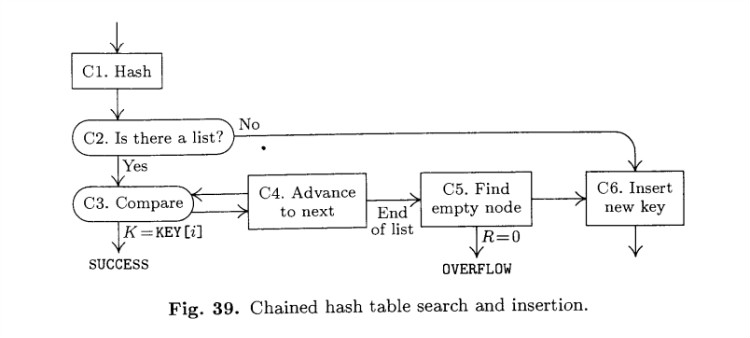 C1. Hash
C2. Is there a list?
No
Yes
C3. Compare
C4. Advance
to next
End
of list
C5. Find
empty node
C6. Insert
new key
K = KEY[i]
SUCCESS
R=0
OVERFLOW
Fig. 39. Chained hash table search and insertion.